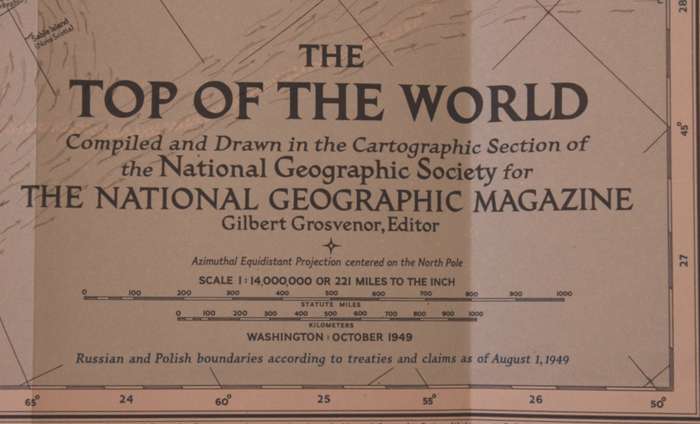 Sable Island
(Nova Scotia)
THE
TOP OF THE WORLD
Compiled and Drawn in the Cartographic Section of
the National Geographic Society for
THE NATIONAL GEOGRAPHIC MAGAZINE
Gilbert Grosvenor, Editor
Azimuthal Equidistant Projection centered on the North Pole
SCALE 1:14,000,000 OR 221 MILES TO THE INCH
0 100 200 300 400 500 600 700 800 900 1000
STATUTE MILES
0 100 200 300 400 500 600 700 800 900 1000
KILOMETERS
WASHINGTON : OCTOBER 1949
Russian and Polish boundaries according to treaties and claims as of August 1, 1949
28
45°
27
65° 24 60° 25 55° 26 50°